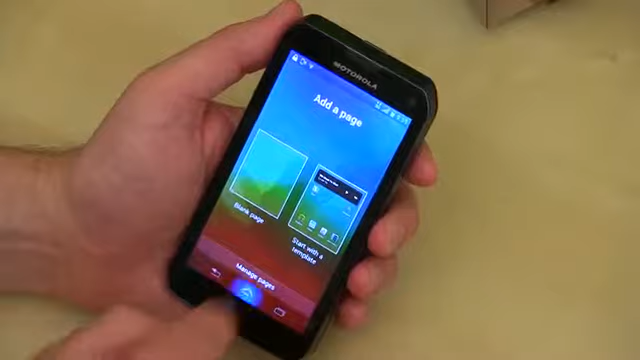 MOTOROLA
Add a page
Blank page
Start with a
template
Manage pages